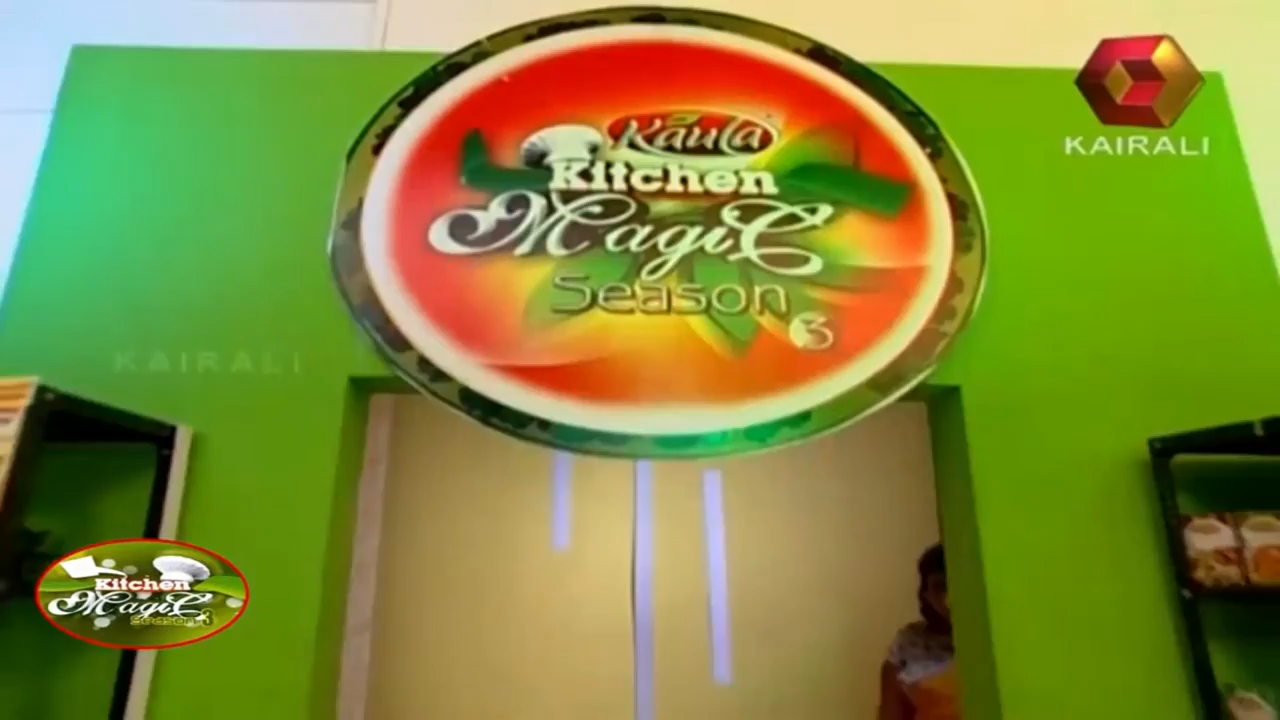 KAIRALI
Kaula
Kitchen
Magic
Season
3
KAIRALI
Kitchen
Magic
Season 3